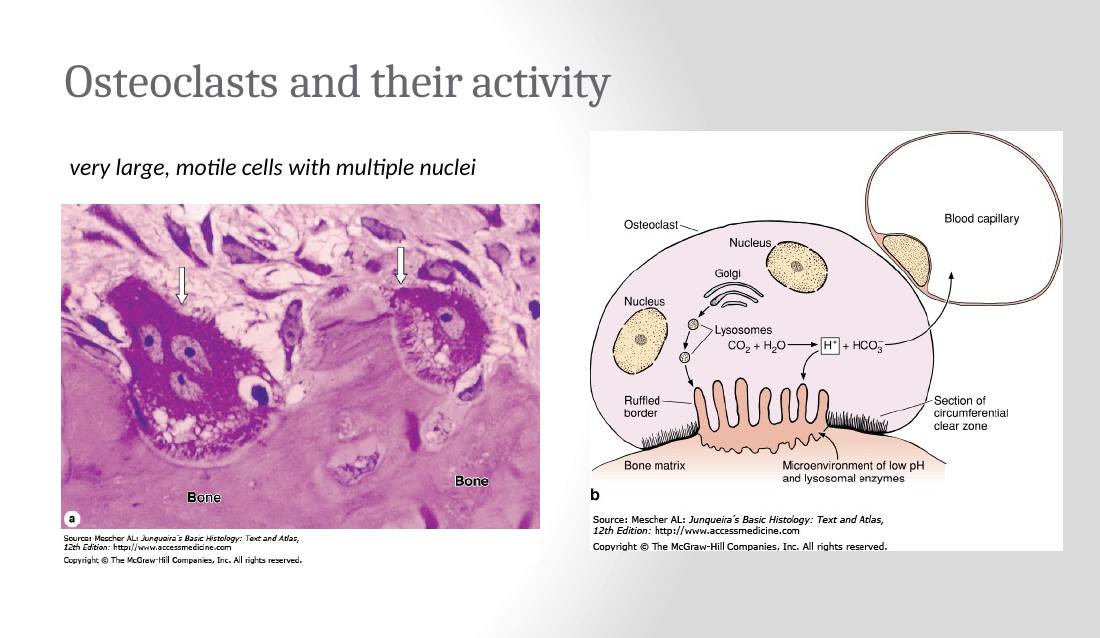 Osteoclasts and their activity
very large, motile cells with multiple nuclei
Bone
Bone
a
Source: Mescher AL: Junqueira's Basic Histology: Text and Atlas,
12th Edition: http://www.accessmedicine.com
Copyright © The McGraw-Hill Companies, Inc. All rights reserved.
Blood capillary
Osteoclast
Nucleus
Golgi
Nucleus
Lysosomes
CO2 + H2O
H+ + HCO3-
Ruffled
border
Section of
circumferential
clear zone
Bone matrix
Microenvironment of low pH
and lysosomal enzymes
b
Source: Mescher AL: Junqueira's Basic Histology: Text and Atlas,
12th Edition: http://www.accessmedicine.com
Copyright © The McGraw-Hill Companies, Inc. All rights reserved.